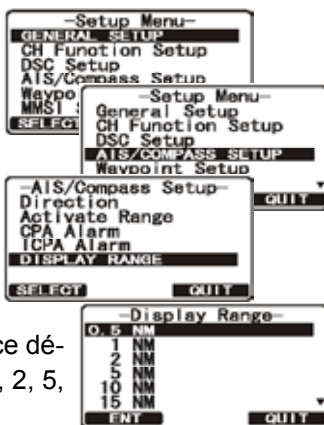 -Setup Menu-
GENERAL SETUP
CH Function Setup
DSC Setup
AIS/Compass Setup
Waypo
MMSI
SELECT
-Setup Menu-
General Setup
CH Function Setup
DSC Setup
AIS/COMPASS SETUP
Waypoint Setup
QUIT
-AIS/Compass Setup-
Direction
Activate Range
CPA Alarm
TCPA Alarm
DISPLAY RANGE
SELECT QUIT
-Display Range-
0.5 NM
1 NM
2 NM
5 NM
10 NM
15 NM
ENT QUIT
ce dé-
, 2, 5,